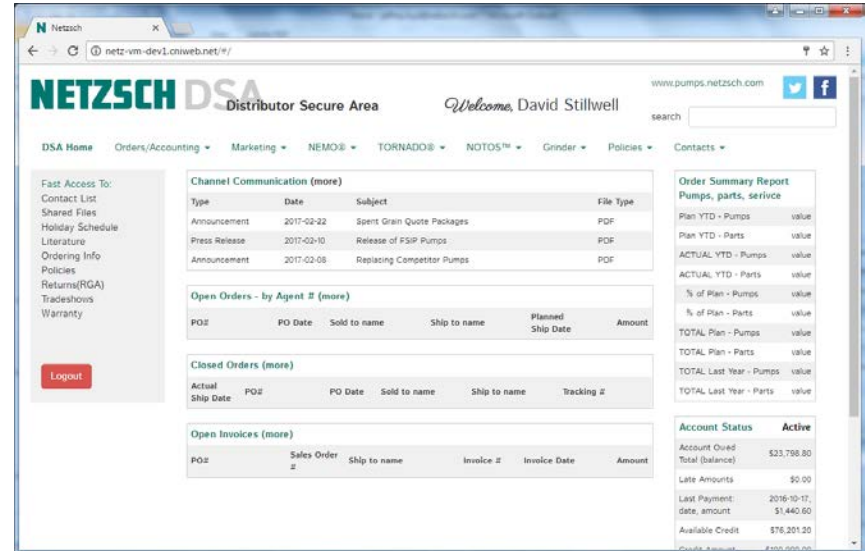 Netzsch
netz-vm-dev1.cniweb.net/#/
NETZSCH DSA
Distributor Secure Area
Welcome, David Stillwell
www.pumps.netzsch.com
search
DSA Home Orders/Accounting Marketing NEMO® TORNADO® NOTOS™ Grinder Policies Contacts
Fast Access To:
Contact List
Shared Files
Holiday Schedule
Literature
Ordering Info
Policies
Returns(RGA)
Tradeshows
Warranty
Logout
Channel Communication (more)
Type Date Subject File Type
Announcement 2017-02-22 Spent Grain Quote Packages PDF
Press Release 2017-02-10 Release of FSIP Pumps PDF
Announcement 2017-02-08 Replacing Competitor Pumps PDF
Open Orders - by Agent # (more)
PO# PO Date Sold to name Ship to name Planned Ship Date Amount
Closed Orders (more)
Actual Ship Date PO# PO Date Sold to name Ship to name Tracking #
Open Invoices (more)
PO# Sales Order # Ship to name Invoice # Invoice Date Amount
Order Summary Report
Pumps, parts, serivce
Plan YTD - Pumps value
Plan YTD - Parts value
ACTUAL YTD - Pumps value
ACTUAL YTD - Parts value
% of Plan - Pumps value
% of Plan - Parts value
TOTAL Plan - Pumps value
TOTAL Plan - Parts value
TOTAL Last Year - Pumps value
TOTAL Last Year - Parts value
Account Status Active
Account Owed Total (balance) $23,798.80
Late Amounts $0.00
Last Payment: date, amount 2016-10-17, $1,440.60
Available Credit $76,201.20